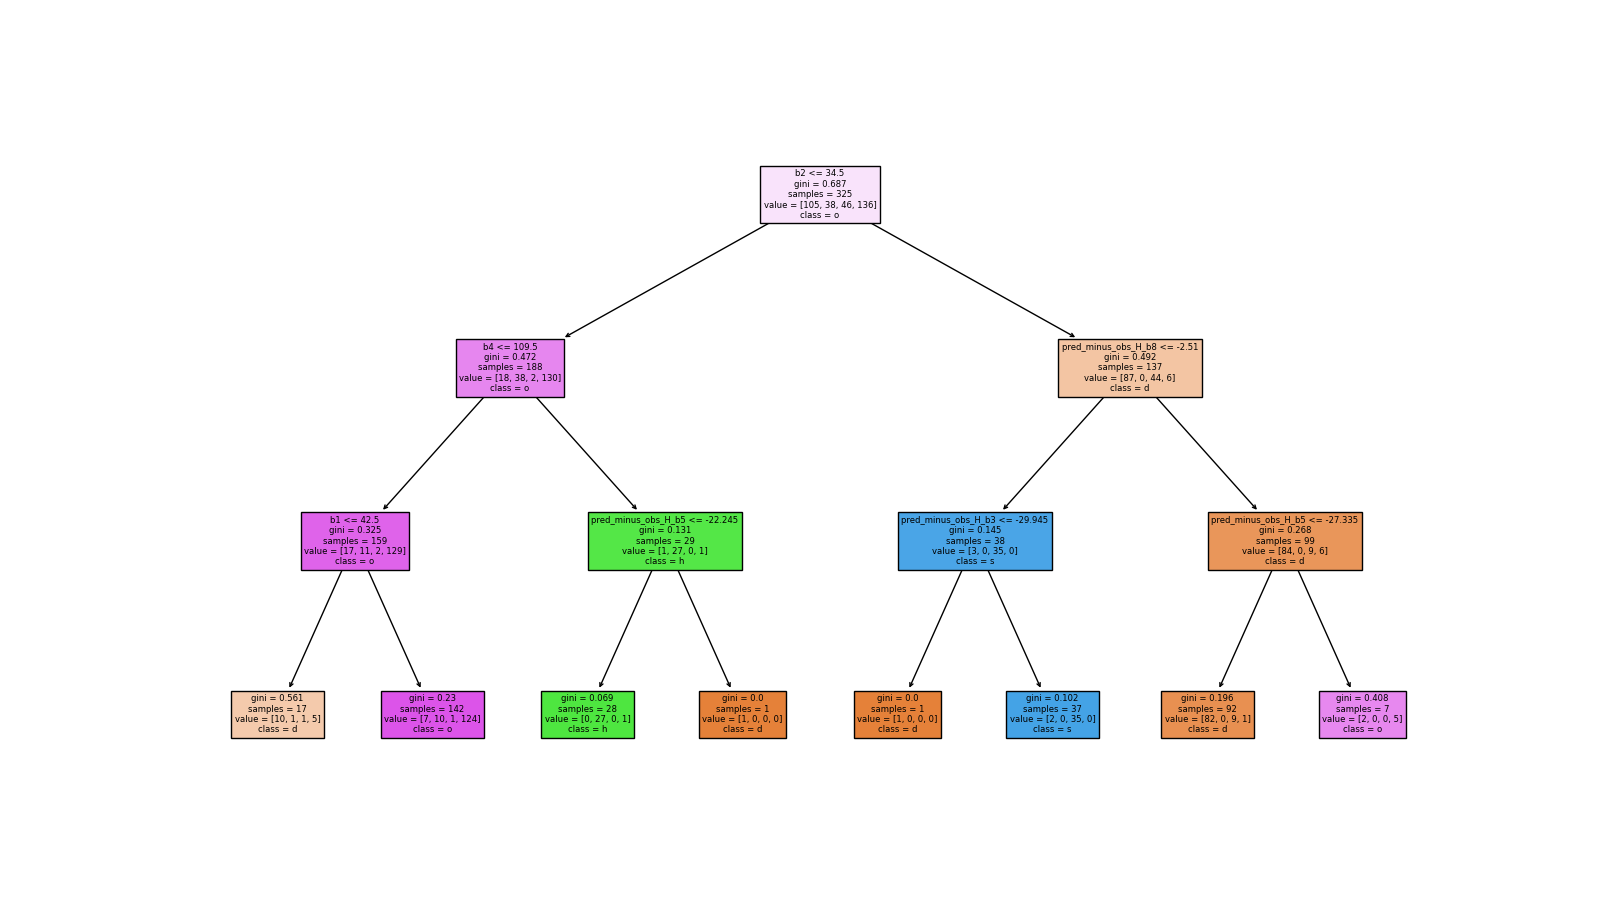 b2 <= 34.5
gini = 0.687
samples = 325
value = [105, 38, 46, 136]
class = o
b4 <= 109.5
gini = 0.472
samples = 188
value = [18, 38, 2, 130]
class = o
pred_minus_obs_H_b8 <= -2.51
gini = 0.492
samples = 137
value = [87, 0, 44, 6]
class = d
b1 <= 42.5
gini = 0.325
samples = 159
value = [17, 11, 2, 129]
class = o
pred_minus_obs_H_b5 <= -22.245
gini = 0.131
samples = 29
value = [1, 27, 0, 1]
class = h
pred_minus_obs_H_b3 <= -29.945
gini = 0.145
samples = 38
value = [3, 0, 35, 0]
class = s
pred_minus_obs_H_b5 <= -27.335
gini = 0.268
samples = 99
value = [84, 0, 9, 6]
class = d
gini = 0.561
samples = 17
value = [10, 1, 1, 5]
class = d
gini = 0.23
samples = 142
value = [7, 10, 1, 124]
class = o
gini = 0.069
samples = 28
value = [0, 27, 0, 1]
class = h
gini = 0.0
samples = 1
value = [1, 0, 0, 0]
class = d
gini = 0.0
samples = 1
value = [1, 0, 0, 0]
class = d
gini = 0.102
samples = 37
value = [2, 0, 35, 0]
class = s
gini = 0.196
samples = 92
value = [82, 0, 9, 1]
class = d
gini = 0.408
samples = 7
value = [2, 0, 0, 5]
class = o